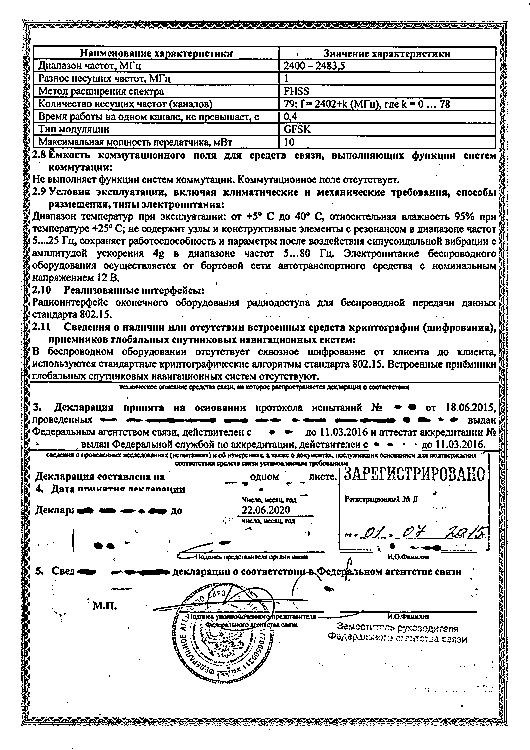 Наименование характеристики Значение характеристики
Диапазон частот, МГц 2400 – 2483,5
Разнос несущих частот, МГц 1
Метод расширения спектра FHSS
Количество несущих частот (каналов) 79; f = 2402+k (МГц), где k = 0 … 78
Время работы на одном канале, не превышает, с 0,4
Тип модуляции GFSK
Максимальная мощность передатчика, мВт 10
2.8 Ёмкость коммутационного поля для средств связи, выполняющих функции систем
коммутации:
Не выполняет функции систем коммутации. Коммутационное поле отсутствует.
2.9 Условия эксплуатации, включая климатические и механические требования, способы
размещения, типы электропитания:
Диапазон температур при эксплуатации: от +5° С до 40° С, относительная влажность 95% при
температуре +25° С; не содержит узлы и конструктивные элементы с резонансом в диапазоне частот
5…25 Гц, сохраняет работоспособность и параметры после воздействия синусоидальной вибрации с
амплитудой ускорения 4g в диапазоне частот 5…80 Гц. Электропитание беспроводного
оборудования осуществляется от бортовой сети автотранспортного средства с номинальным
напряжением 12 В.
2.10 Реализованные интерфейсы:
Радиоинтерфейс оконечного оборудования радиодоступа для беспроводной передачи данных
стандарта 802.15.
2.11 Сведения о наличии или отсутствии встроенных средств криптографии (шифрования),
приемников глобальных спутниковых навигационных систем:
В беспроводном оборудовании отсутствует сквозное шифрование от клиента до клиента,
используются стандартные криптографические алгоритмы стандарта 802.15. Встроенные приёмники
глобальных спутниковых навигационных систем отсутствуют.
техническое описание средства связи, на которое распространяется декларация о соответствии
3. Декларация принята на основании протокола испытаний № от 18.06.2015,
проведенных выдан
Федеральным агентством связи, действителен с до 11.03.2016 и аттестат аккредитации №
выдан Федеральной службой по аккредитации, действителен с до 11.03.2016.
сведения о проведенных исследованиях (испытаниях) и об измерениях, а также о документах, послуживших основанием для подтверждения
соответствия средств связи установленным требованиям
Декларация составлена на одном листе.
ЗАРЕГИСТРИРОВАНО
4. Дата принятия декларации
Число, месяц, год
Регистрационный № Д
Деклар до 22.06.2020
число, месяц, год
01 07 2015
Подпись представителя организации И.О.Фамилия
5. Свед декларации о соответствии в Федеральном агентстве связи
М.П.
Подпись уполномоченного представителя И.О.Фамилия
Федерального агентства связи
Заместитель руководителя
Федерального агентства связи